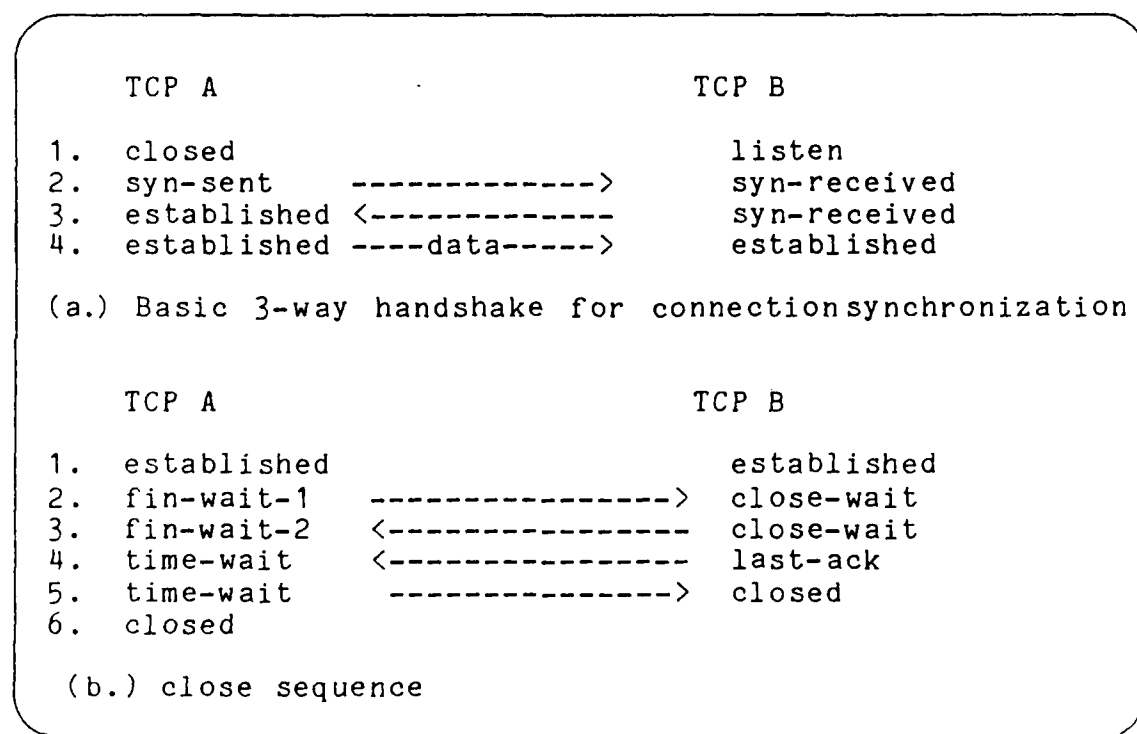 TCP A TCP B
1. closed listen
2. syn-sent -------------> syn-received
3. established <------------- syn-received
4. established ----data-----> established
(a.) Basic 3-way handshake for connection synchronization
TCP A TCP B
1. established established
2. fin-wait-1 ----------------> close-wait
3. fin-wait-2 <---------------- close-wait
4. time-wait <---------------- last-ack
5. time-wait ---------------> closed
6. closed
(b.) close sequence